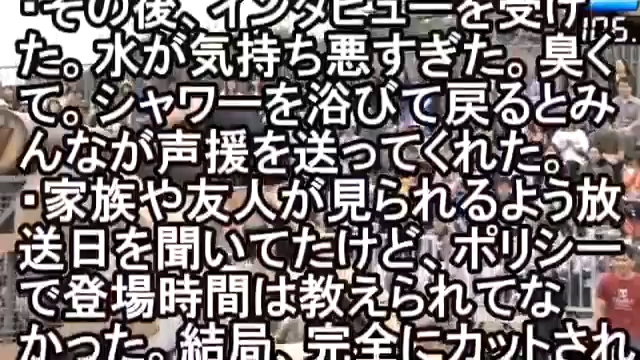 ・その後、インタビューを受け
た。水が気持ち悪すぎた。臭く
て。シャワーを浴びて戻るとみ
んなが声援を送ってくれた。
・家族や友人が見られるよう放
送日を聞いてたけど、ポリシー
で登場時間は教えられてな
かった。結局、完全にカットされ